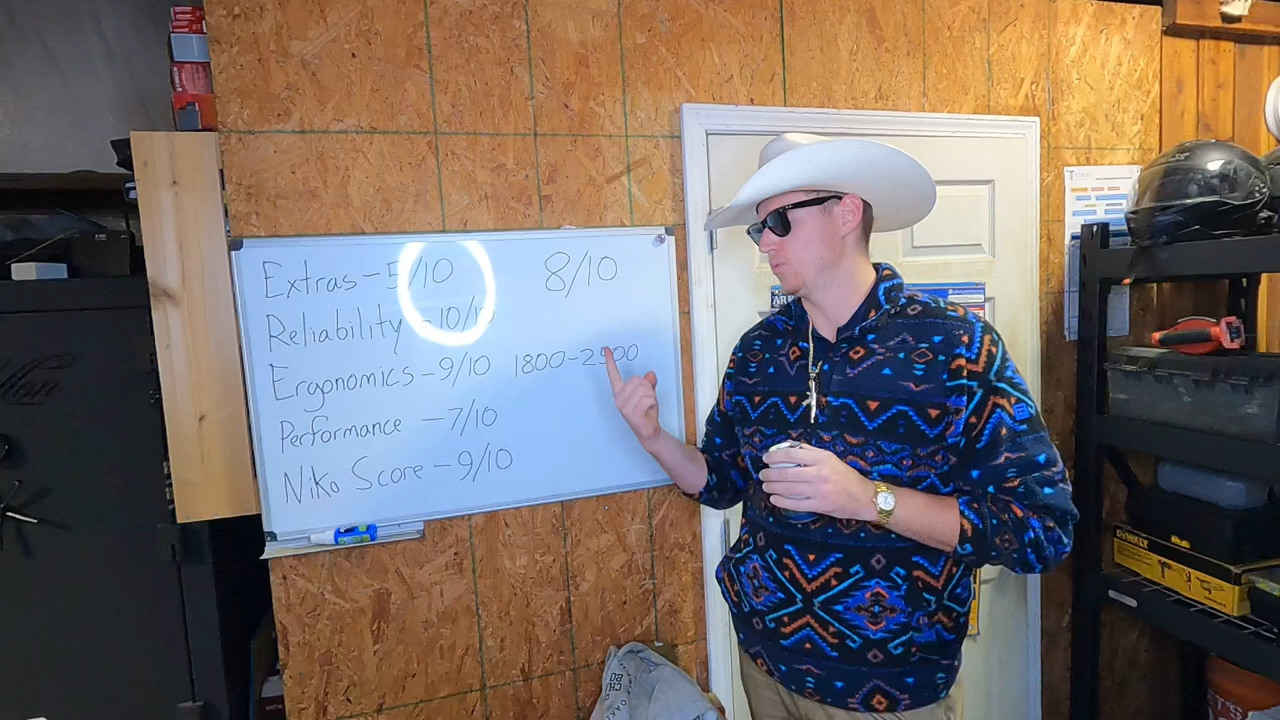 Extras - 5/10
8/10
Reliability - 10/10
Ergonomics - 9/10
1800-2500
Performance - 7/10
Niko Score - 9/10
DEWALT